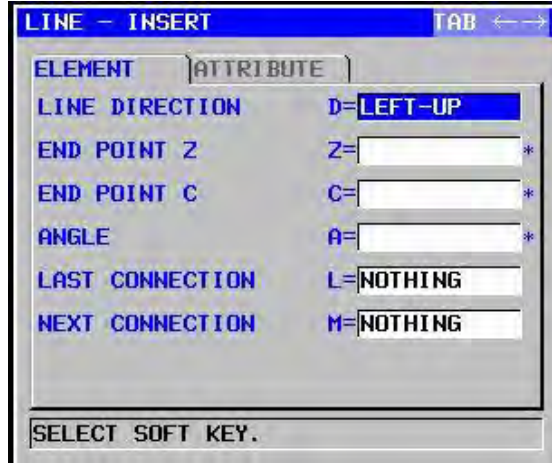 LINE - INSERT TAB ←→
ELEMENT ATTRIBUTE
LINE DIRECTION D=LEFT-UP
END POINT Z Z= *
END POINT C C= *
ANGLE A= *
LAST CONNECTION L=NOTHING
NEXT CONNECTION M=NOTHING
SELECT SOFT KEY.